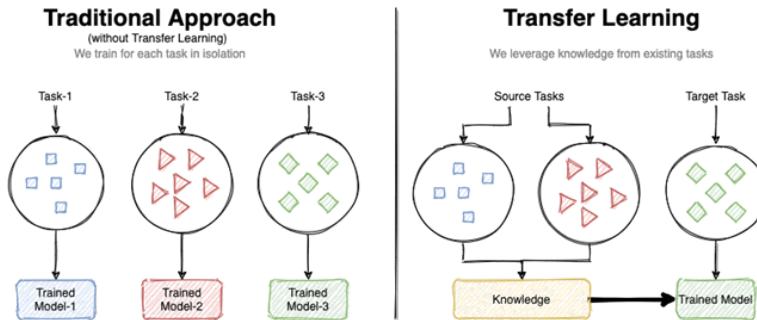 Traditional Approach
(without Transfer Learning)
We train for each task in isolation
Task-1
Task-2
Task-3
Trained
Model-1
Trained
Model-2
Trained
Model-3
Transfer Learning
We leverage knowledge from existing tasks
Source Tasks
Target Task
Knowledge
Trained Model